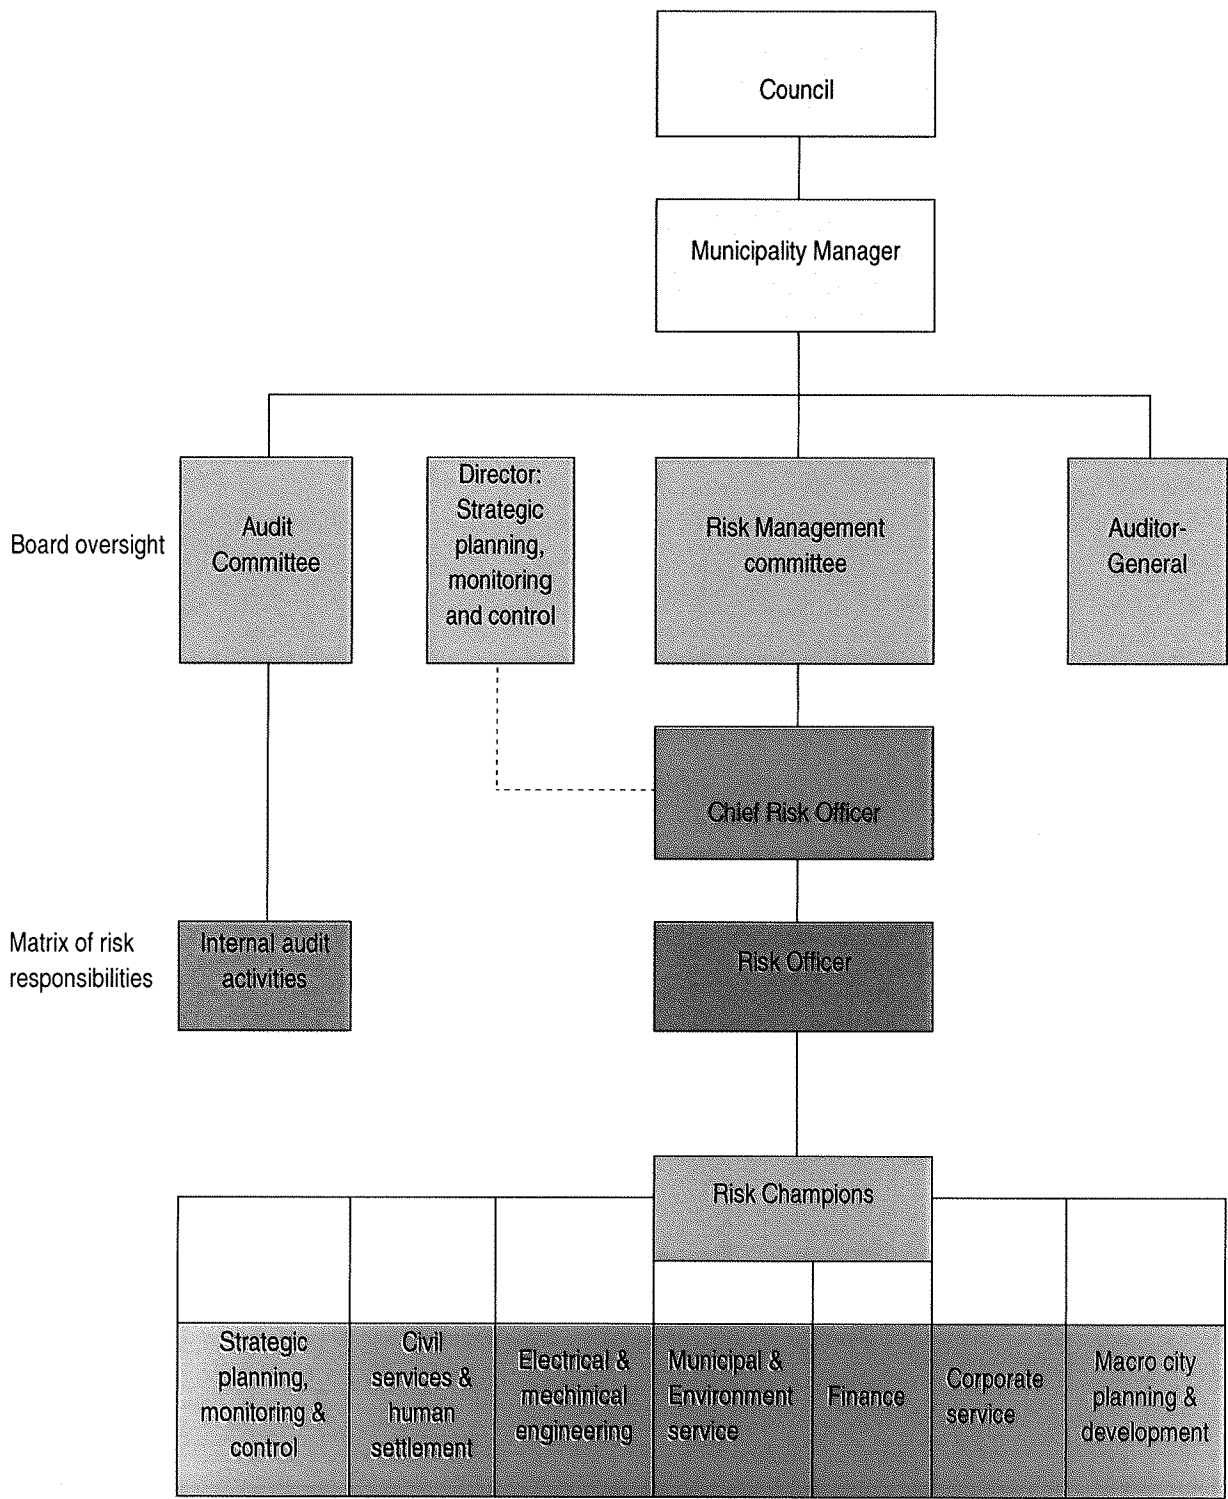 Council
Municipality Manager
Board oversight
Audit
Committee
Director:
Strategic
planning,
monitoring
and control
Risk Management
committee
Auditor-
General
Chief Risk Officer
Matrix of risk
responsibilities
Internal audit
activities
Risk Officer
Risk Champions
Strategic
planning,
monitoring &
control
Civil
services &
human
settlement
Electrical &
mechinical
engineering
Municipal &
Environment
service
Finance
Corporate
service
Macro city
planning &
development